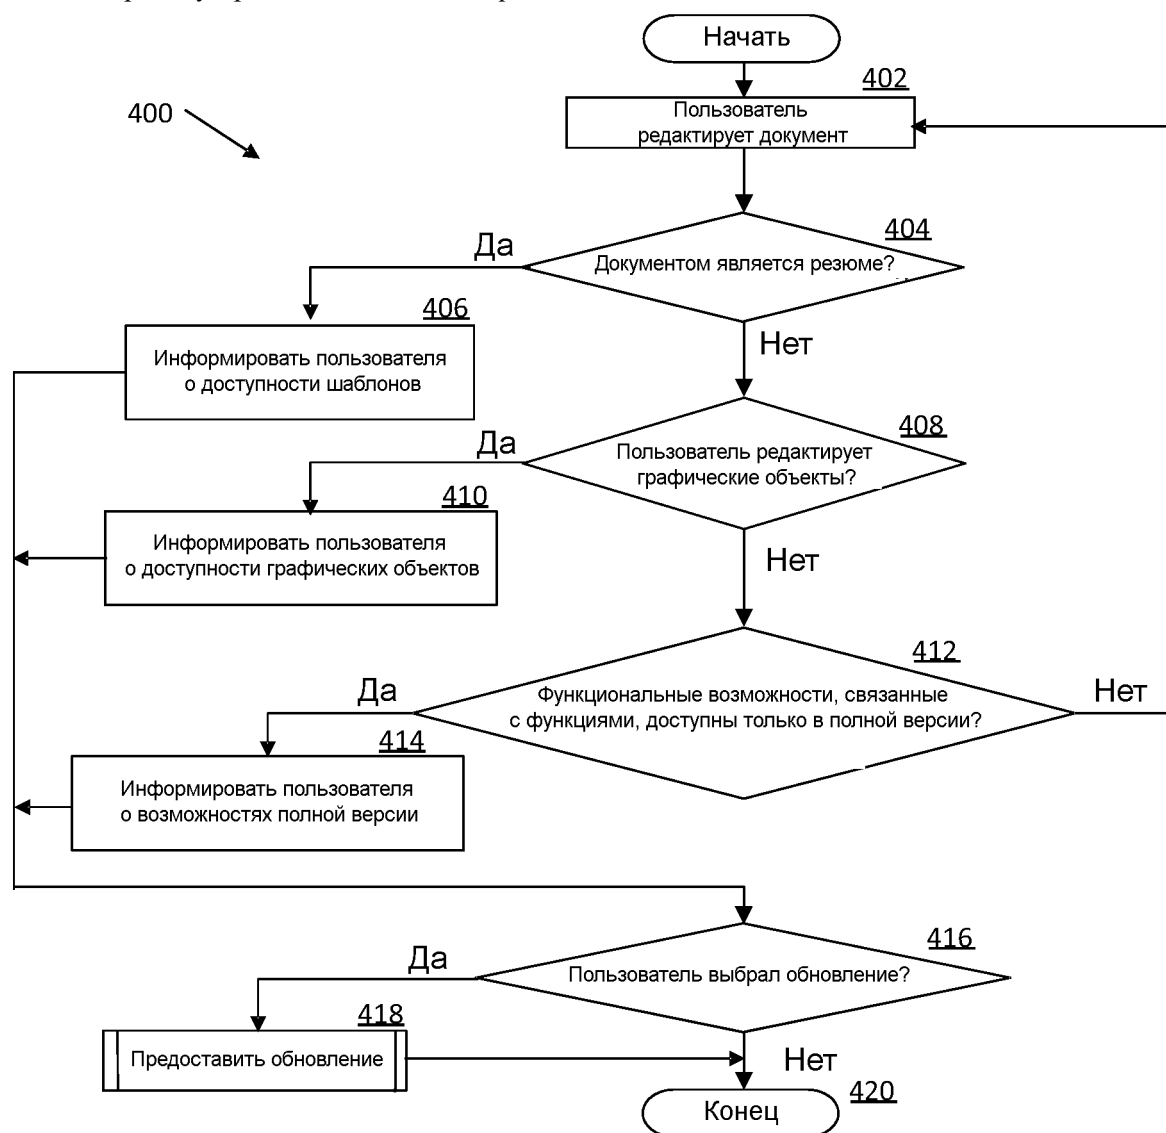 Начать
402
Пользователь
редактирует документ
400
404
Да
Документом является резюме?
406
Нет
Информировать пользователя
о доступности шаблонов
408
Да
Пользователь редактирует
графические объекты?
410
Информировать пользователя
о доступности графических объектов
Нет
412
Да
Функциональные возможности, связанные
с функциями, доступны только в полной версии?
Нет
414
Информировать пользователя
о возможностях полной версии
416
Да
Пользователь выбрал обновление?
418
Предоставить обновление
Нет
420
Конец